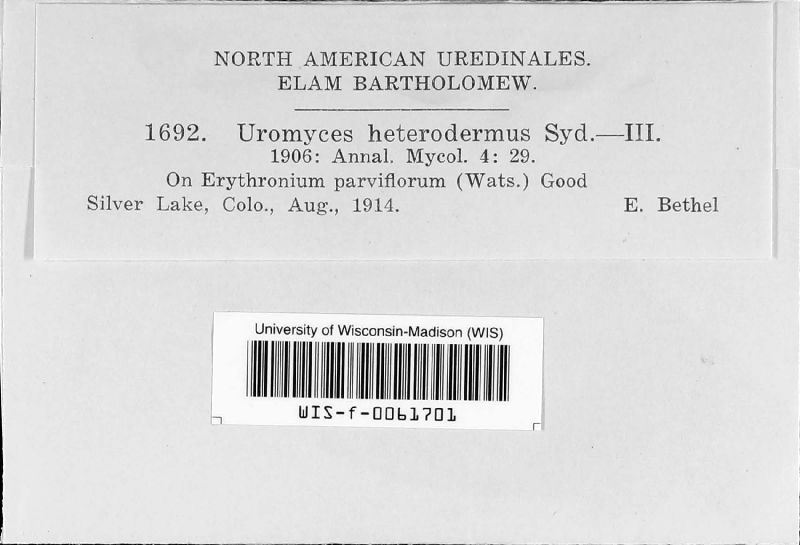 NORTH AMERICAN UREDINALES.
ELAM BARTHOLOMEW.
1692. Uromyces heterodermus Syd.—III.
1906: Annal. Mycol. 4: 29.
On Erythronium parviflorum (Wats.) Good
Silver Lake, Colo., Aug., 1914. E. Bethel
University of Wisconsin-Madison (WIS)
WIS-f-0061701